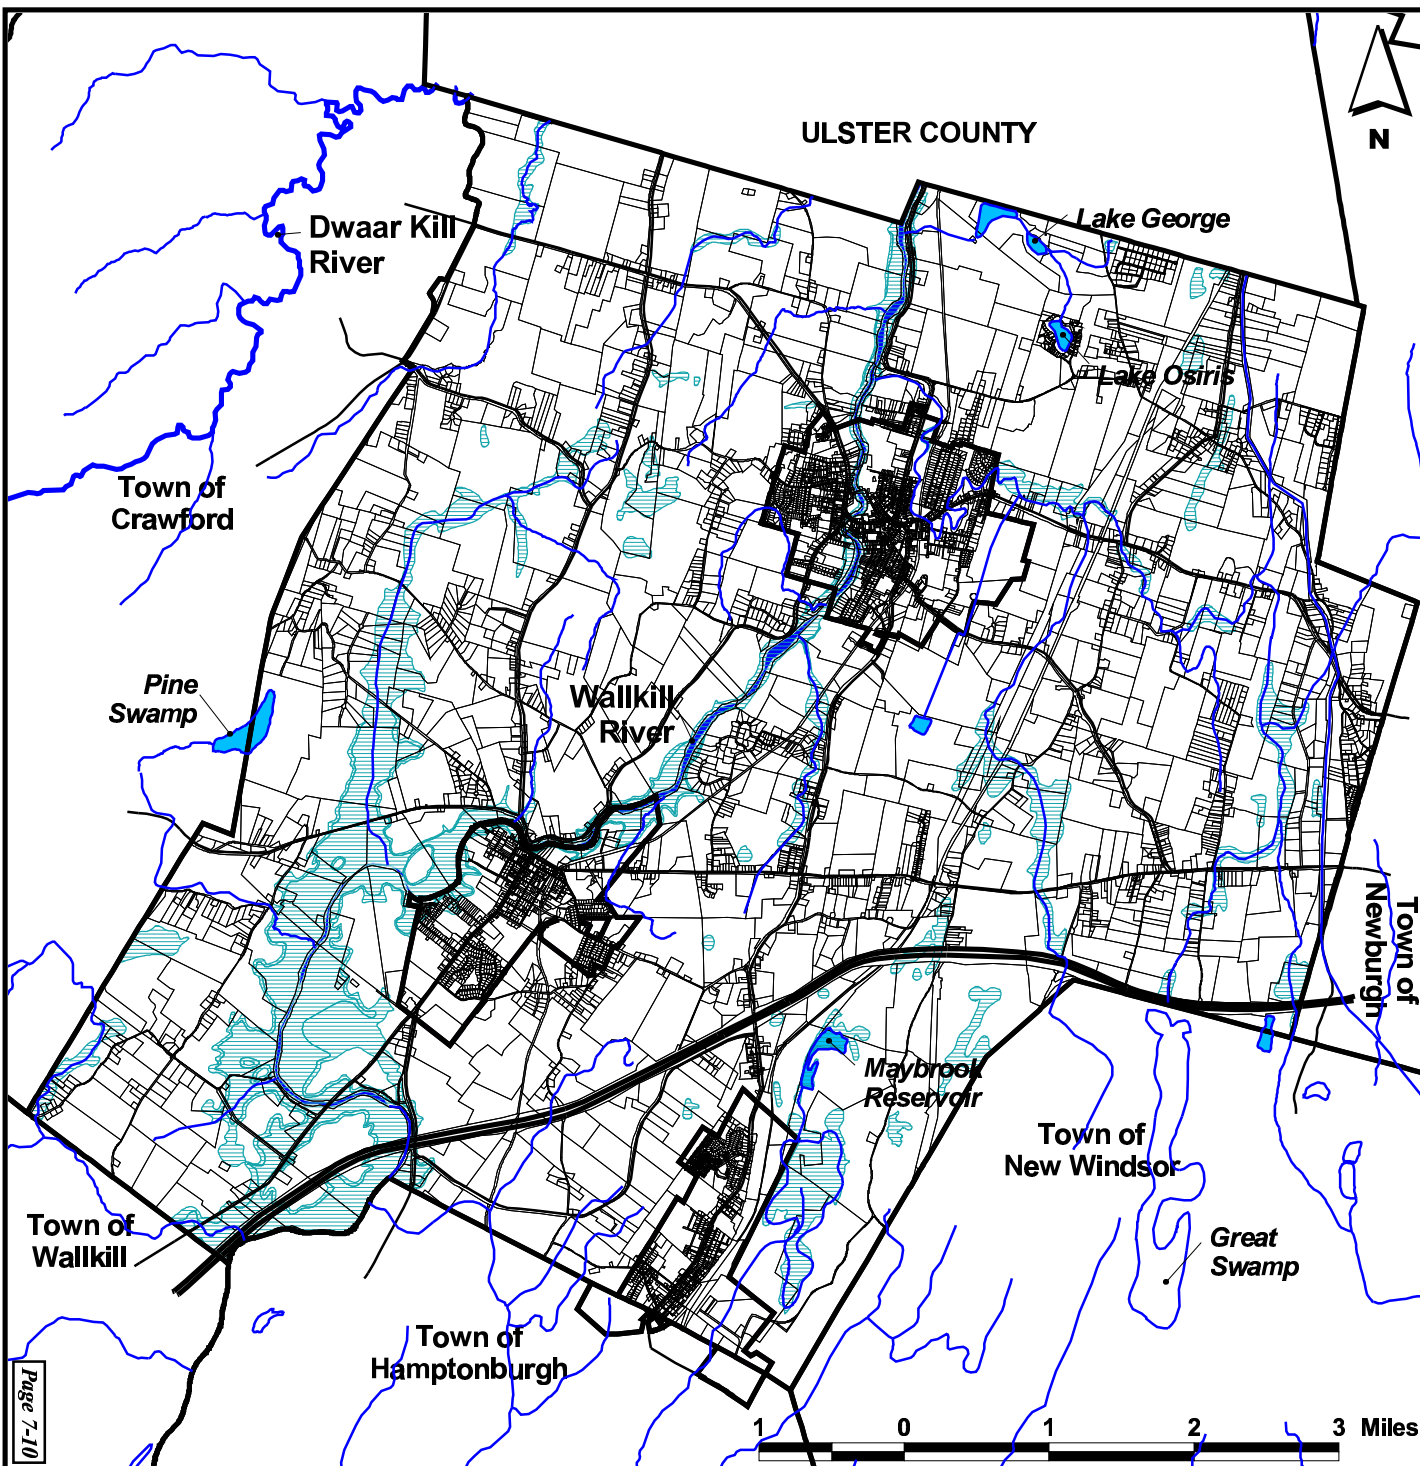 ULSTER COUNTY
N
Lake George
Dwaar Kill
River
Lake Osiris
Town of
Crawford
Pine
Swamp
Wallkill
River
Town of
Newburgh
Maybrook
Reservoir
Town of
New Windsor
Town of
Wallkill
Great
Swamp
Town of
Hamptonburgh
Page 7-10
1 0 1 2 3 Miles